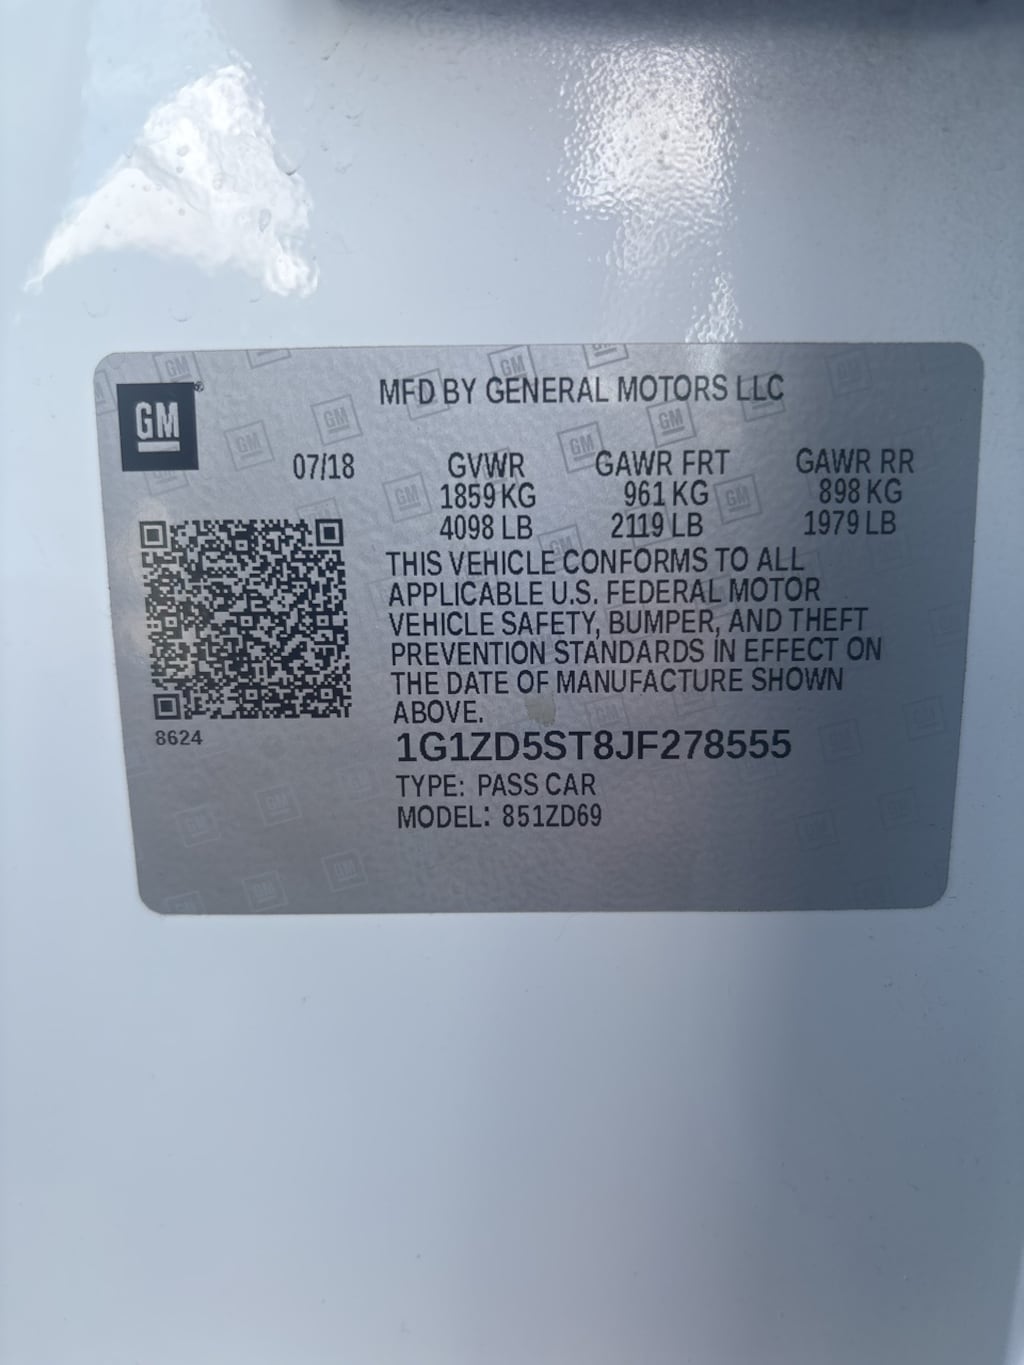 GM
MFD BY GENERAL MOTORS LLC
07/18 GVWR GAWR FRT GAWR RR
1859 KG 961 KG 898 KG
4098 LB 2119 LB 1979 LB
THIS VEHICLE CONFORMS TO ALL
APPLICABLE U.S. FEDERAL MOTOR
VEHICLE SAFETY, BUMPER, AND THEFT
PREVENTION STANDARDS IN EFFECT ON
THE DATE OF MANUFACTURE SHOWN
ABOVE.
8624
1G1ZD5ST8JF278555
TYPE: PASS CAR
MODEL: 851ZD69